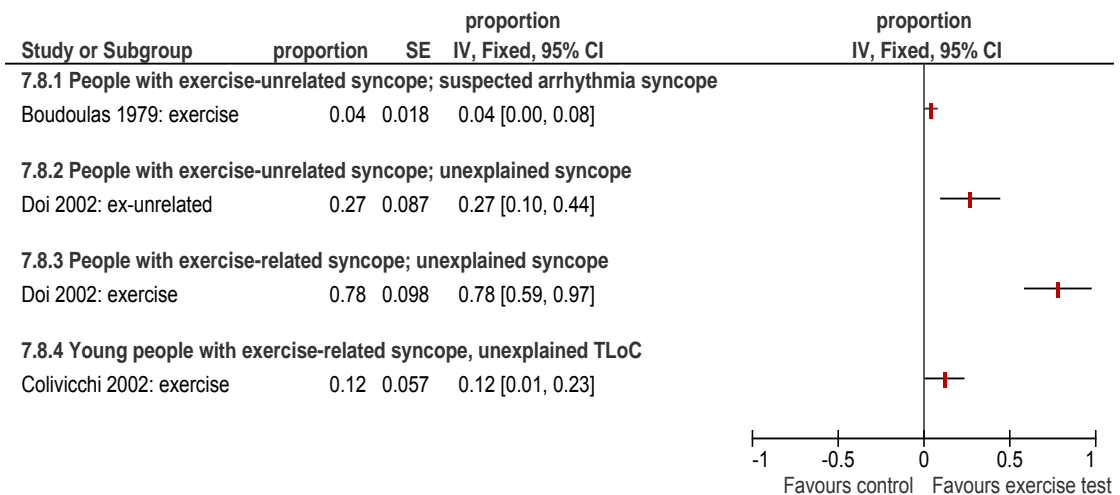 proportion proportion
Study or Subgroup proportion SE IV, Fixed, 95% CI IV, Fixed, 95% CI
7.8.1 People with exercise-unrelated syncope; suspected arrhythmia syncope
Boudoulas 1979: exercise 0.04 0.018 0.04 [0.00, 0.08]
7.8.2 People with exercise-unrelated syncope; unexplained syncope
Doi 2002: ex-unrelated 0.27 0.087 0.27 [0.10, 0.44]
7.8.3 People with exercise-related syncope; unexplained syncope
Doi 2002: exercise 0.78 0.098 0.78 [0.59, 0.97]
7.8.4 Young people with exercise-related syncope, unexplained TLoC
Colivicchi 2002: exercise 0.12 0.057 0.12 [0.01, 0.23]
-1 -0.5 0 0.5 1
Favours control Favours exercise test